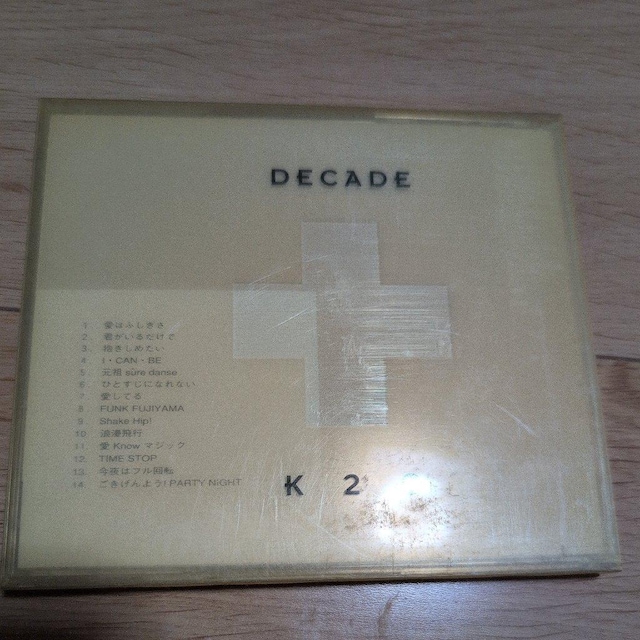 DECADE
1 愛はふしぎさ
2 君がいるだけで
3 抱きしめたい
4 I・CAN・BE
5 元祖 sûre danse
6 ひとすじになれない
7 愛してる
8 FUNK FUJIYAMA
9 Shake Hip!
10 浪漫飛行
11 愛 Know マジック
12 TIME STOP
13 今夜はフル回転
14 ごきげんよう! PARTY NIGHT
K 2